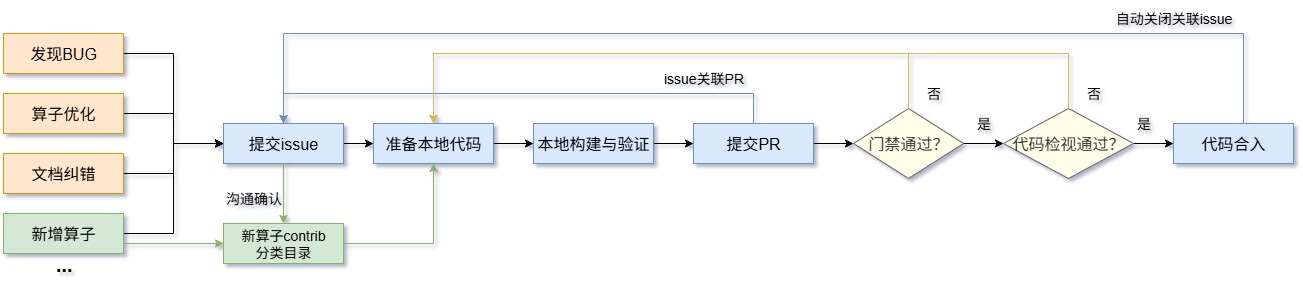 自动关闭关联issue
发现BUG
issue关联PR
算子优化
否
否
提交issue
准备本地代码
本地构建与验证
提交PR
门禁通过？
是
代码检视通过？
是
代码合入
文档纠错
沟通确认
新增算子
新算子contrib
分类目录
...